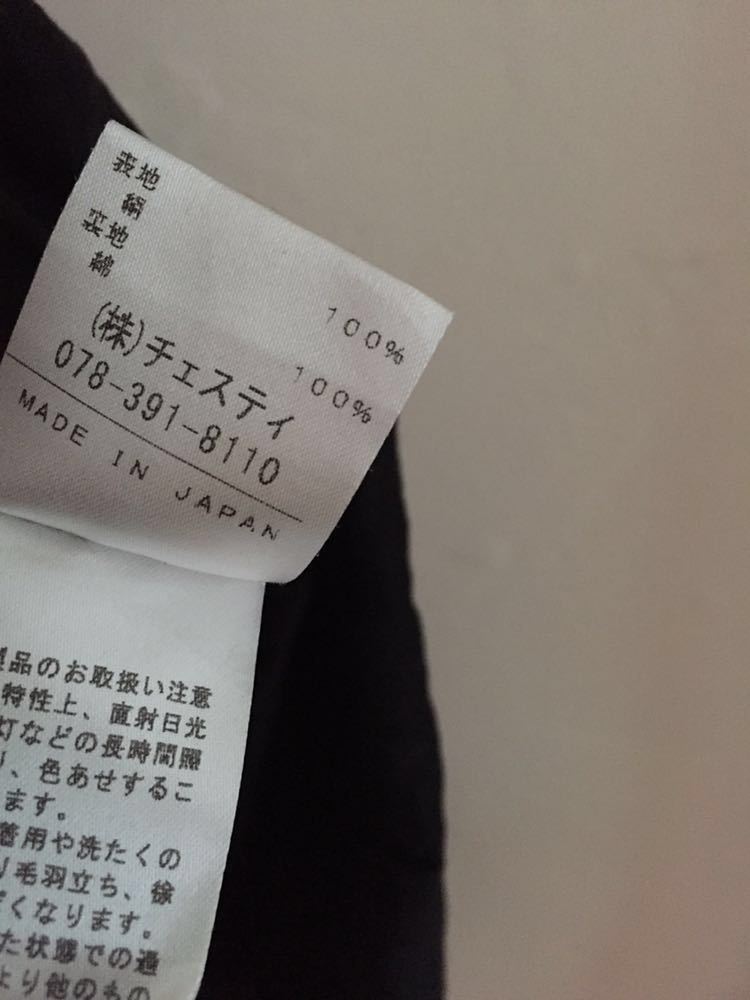 表地
絹 100%
裏地
綿 100%
(株)チェスティ
078-391-8110
MADE IN JAPAN
品のお取扱い注意
特性上、直射日光
灯などの長時間照
り、色あせするこ
ます。
着用や洗たくの
り毛羽立ち、徐
くなります。
た状態での過
より他のもの